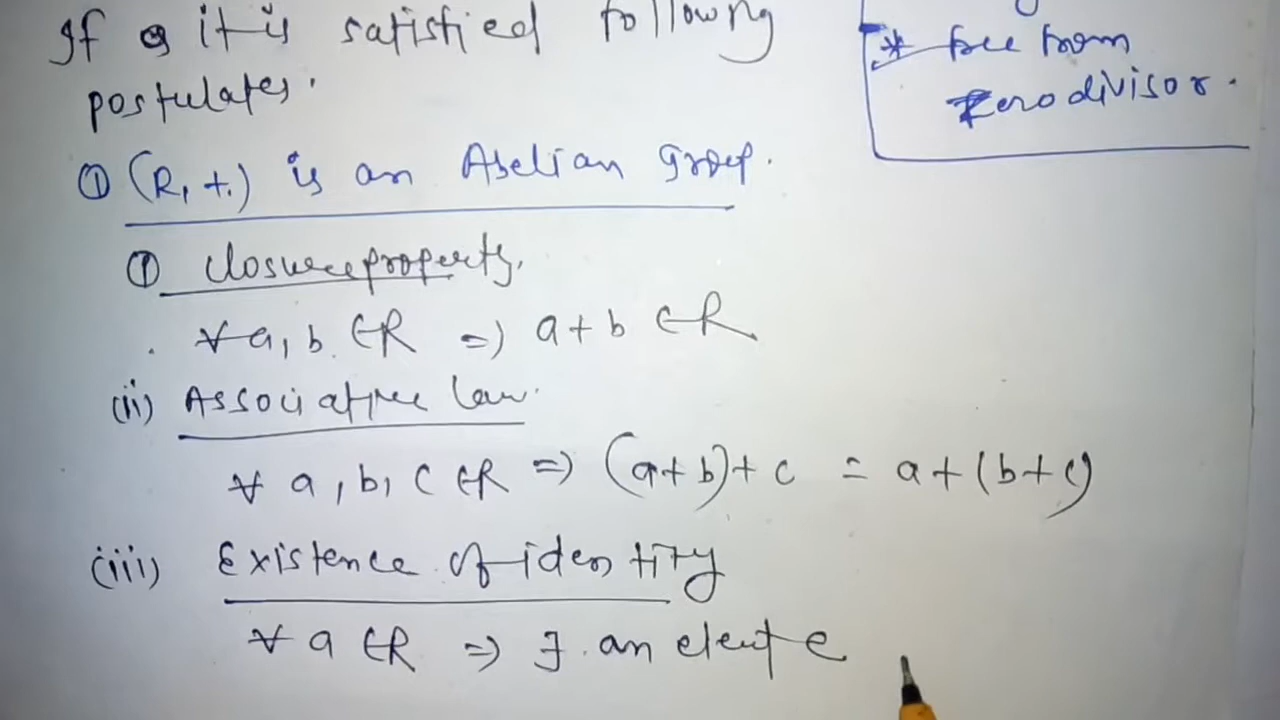 If it is satisfied following
postulates.
① (R, +.) is an Abelian group.
① closure property.
∀ a, b ∈ R => a + b ∈ R
(ii) Associative law.
∀ a, b, c ∈ R => (a+b)+c = a+(b+c)
(iii) Existence of identity
∀ a ∈ R => ∃ an elemt e
* free from
zero divisor.